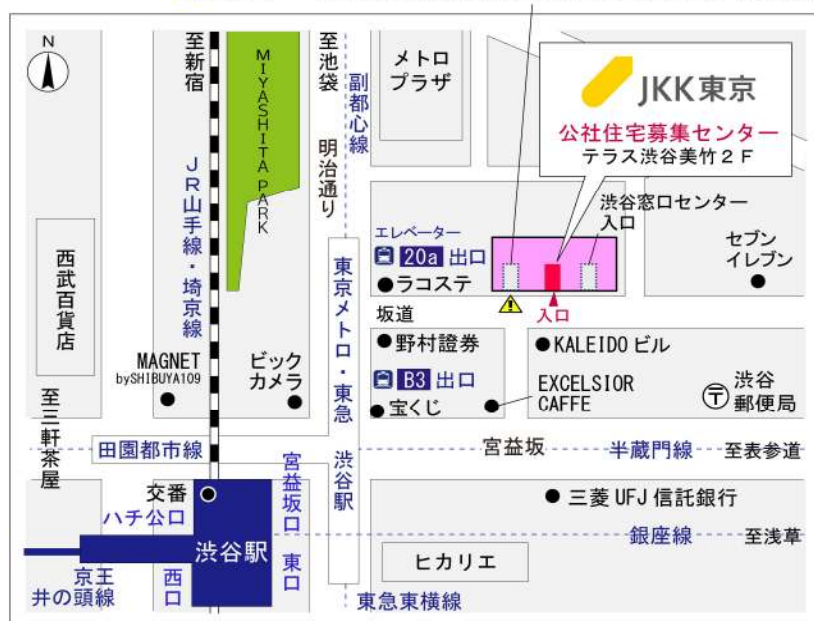 N
至新宿
MIYASHITA PARK
至池袋
明治通り
副都心線
メトロ
プラザ
JKK東京
公社住宅募集センター
テラス渋谷美竹2F
JR山手線・埼京線
渋谷窓口センター
入口
エレベーター
20a 出口
ラコステ
セブン
イレブン
西武百貨店
東京メトロ・東急
渋谷駅
坂道
入口
野村證券
KALEIDO ビル
MAGNET
bySHIBUYA109
ビック
カメラ
B3 出口
宝くじ
EXCELSIOR
CAFFE
渋谷
郵便局
至三軒茶屋
田園都市線
宮益坂
半蔵門線
至表参道
交番
ハチ公口
宮益坂口
東口
三菱UFJ信託銀行
渋谷駅
銀座線
至浅草
京王
井の頭線
西口
ヒカリエ
東急東横線